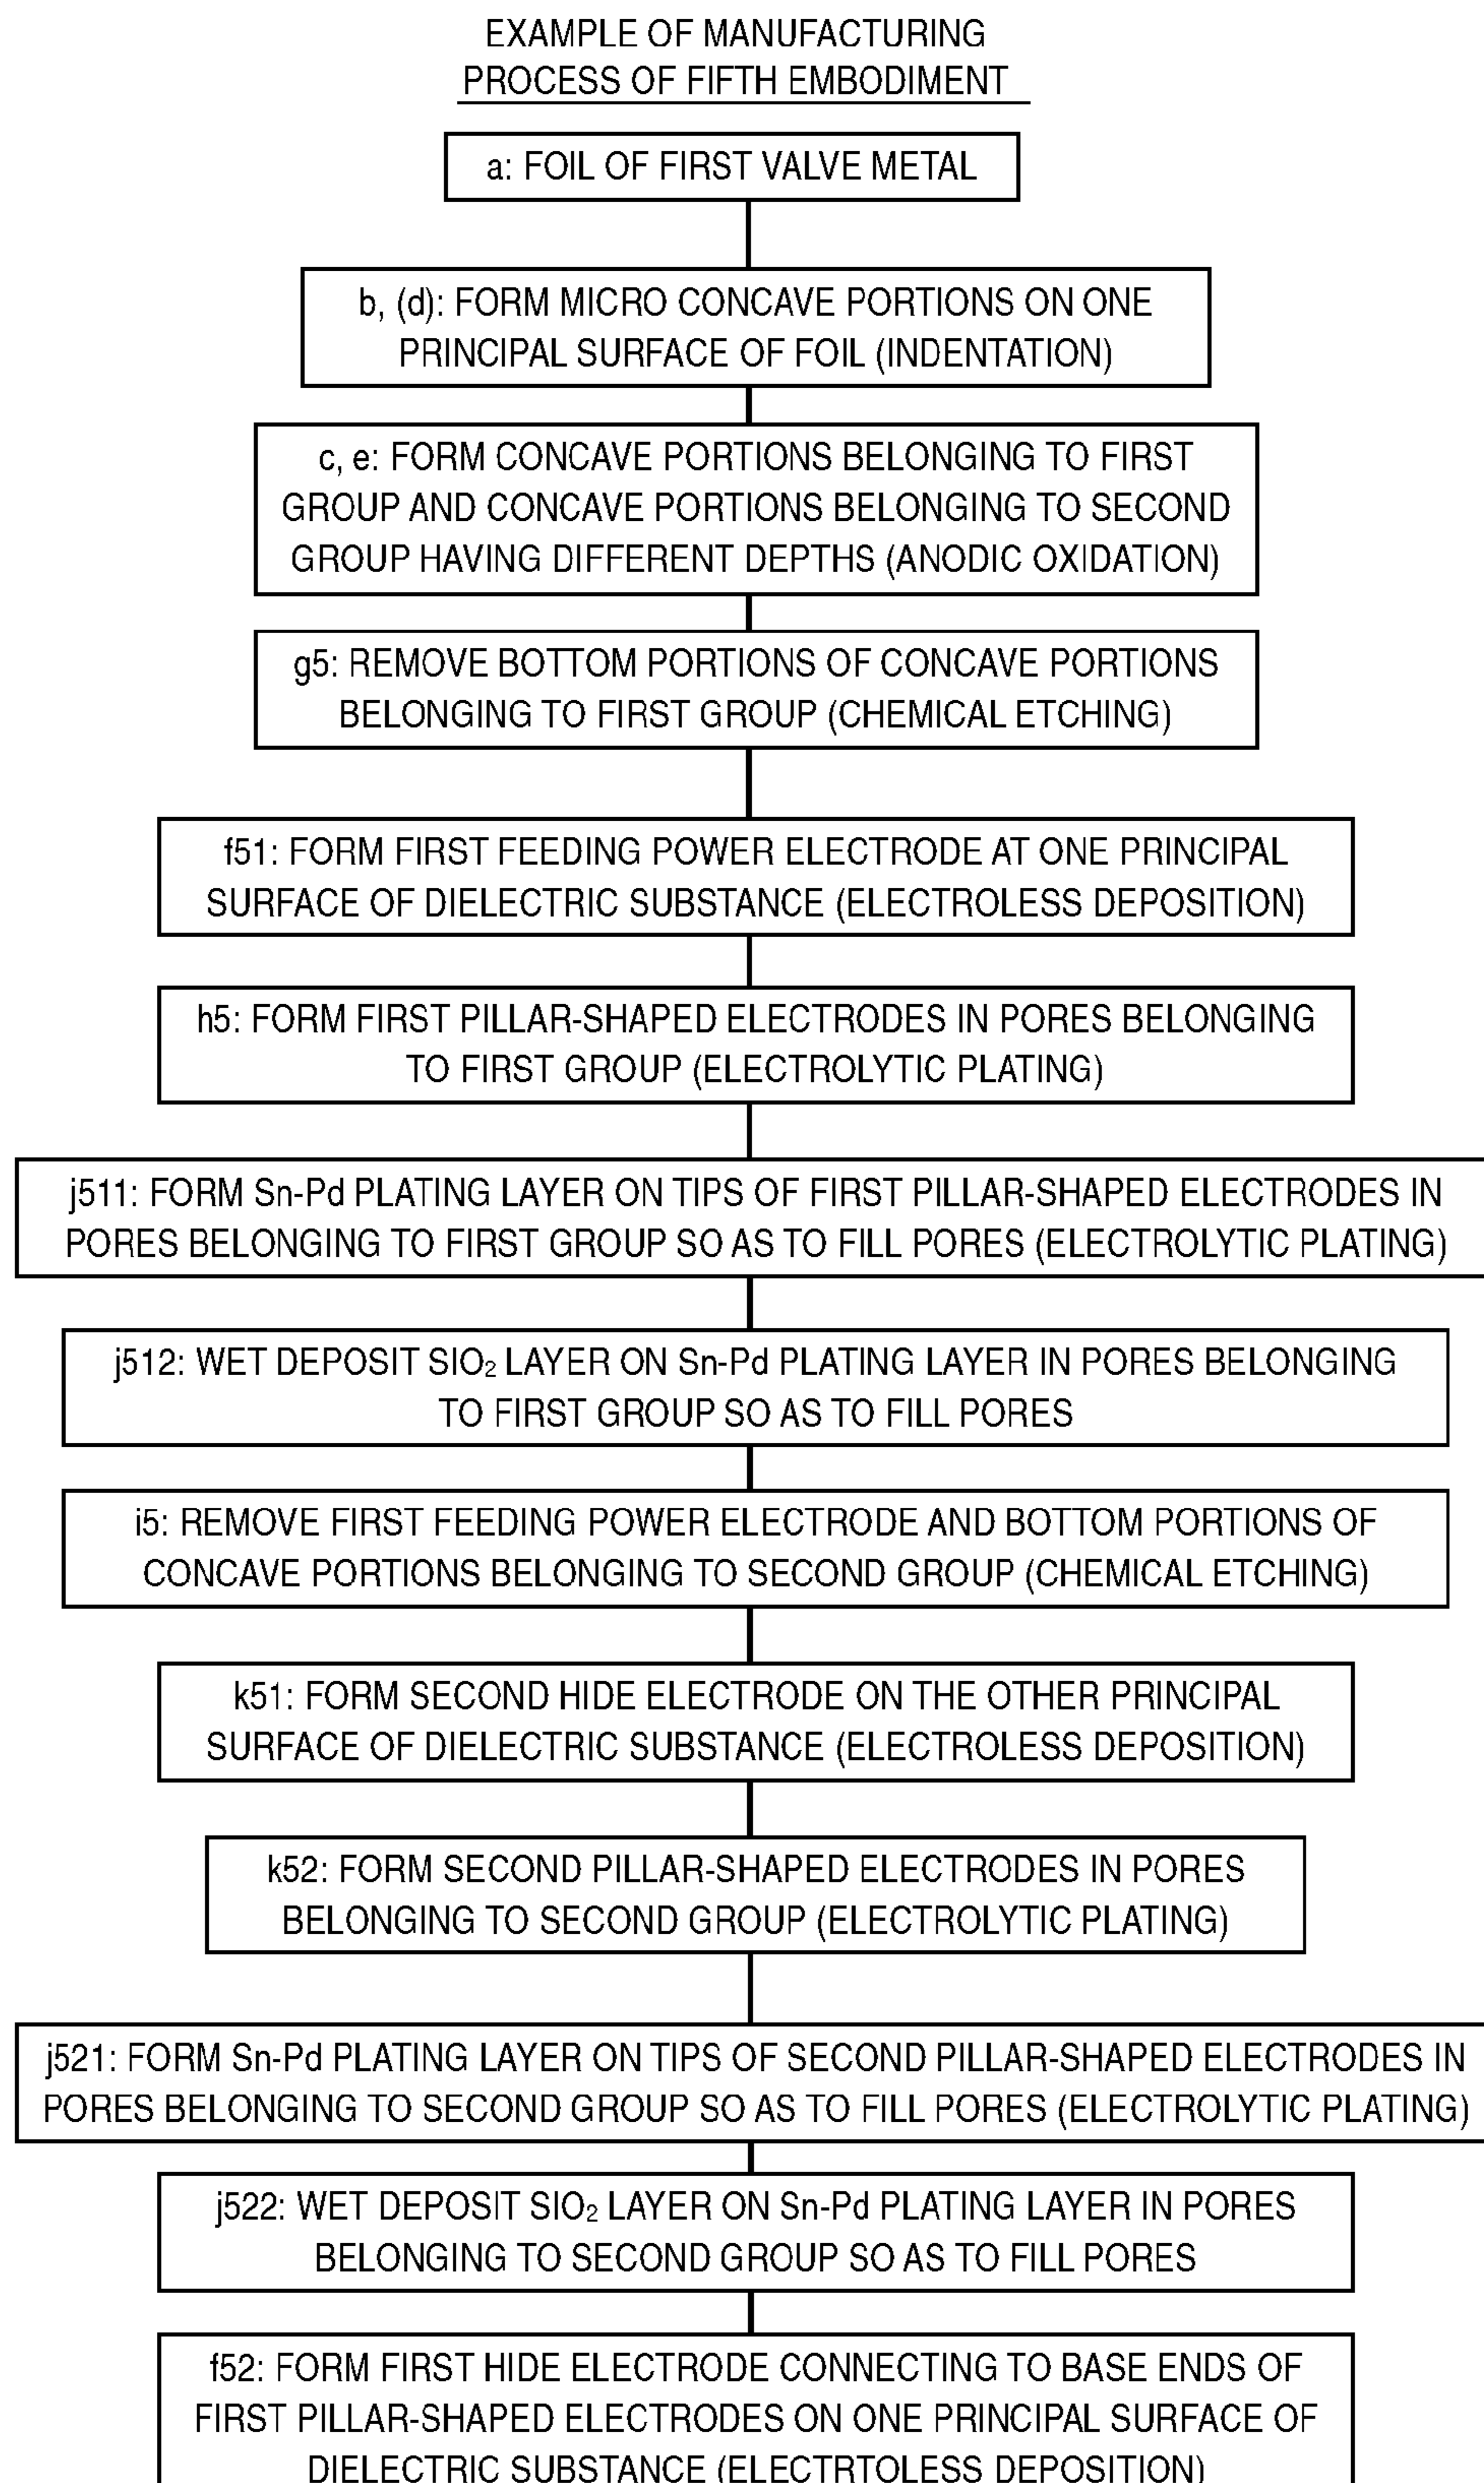 EXAMPLE OF MANUFACTURING
PROCESS OF FIFTH EMBODIMENT
a: FOIL OF FIRST VALVE METAL
b, (d): FORM MICRO CONCAVE PORTIONS ON ONE
PRINCIPAL SURFACE OF FOIL (INDENTATION)
c, e: FORM CONCAVE PORTIONS BELONGING TO FIRST
GROUP AND CONCAVE PORTIONS BELONGING TO SECOND
GROUP HAVING DIFFERENT DEPTHS (ANODIC OXIDATION)
g5: REMOVE BOTTOM PORTIONS OF CONCAVE PORTIONS
BELONGING TO FIRST GROUP (CHEMICAL ETCHING)
f51: FORM FIRST FEEDING POWER ELECTRODE AT ONE PRINCIPAL
SURFACE OF DIELECTRIC SUBSTANCE (ELECTROLESS DEPOSITION)
h5: FORM FIRST PILLAR-SHAPED ELECTRODES IN PORES BELONGING
TO FIRST GROUP (ELECTROLYTIC PLATING)
j511: FORM Sn-Pd PLATING LAYER ON TIPS OF FIRST PILLAR-SHAPED ELECTRODES IN
PORES BELONGING TO FIRST GROUP SO AS TO FILL PORES (ELECTROLYTIC PLATING)
j512: WET DEPOSIT SIO₂ LAYER ON Sn-Pd PLATING LAYER IN PORES BELONGING
TO FIRST GROUP SO AS TO FILL PORES
i5: REMOVE FIRST FEEDING POWER ELECTRODE AND BOTTOM PORTIONS OF
CONCAVE PORTIONS BELONGING TO SECOND GROUP (CHEMICAL ETCHING)
k51: FORM SECOND HIDE ELECTRODE ON THE OTHER PRINCIPAL
SURFACE OF DIELECTRIC SUBSTANCE (ELECTROLESS DEPOSITION)
k52: FORM SECOND PILLAR-SHAPED ELECTRODES IN PORES
BELONGING TO SECOND GROUP (ELECTROLYTIC PLATING)
j521: FORM Sn-Pd PLATING LAYER ON TIPS OF SECOND PILLAR-SHAPED ELECTRODES IN
PORES BELONGING TO SECOND GROUP SO AS TO FILL PORES (ELECTROLYTIC PLATING)
j522: WET DEPOSIT SIO₂ LAYER ON Sn-Pd PLATING LAYER IN PORES
BELONGING TO SECOND GROUP SO AS TO FILL PORES
f52: FORM FIRST HIDE ELECTRODE CONNECTING TO BASE ENDS OF
FIRST PILLAR-SHAPED ELECTRODES ON ONE PRINCIPAL SURFACE OF
DIELECTRIC SUBSTANCE (ELECTRTOLESS DEPOSITION)